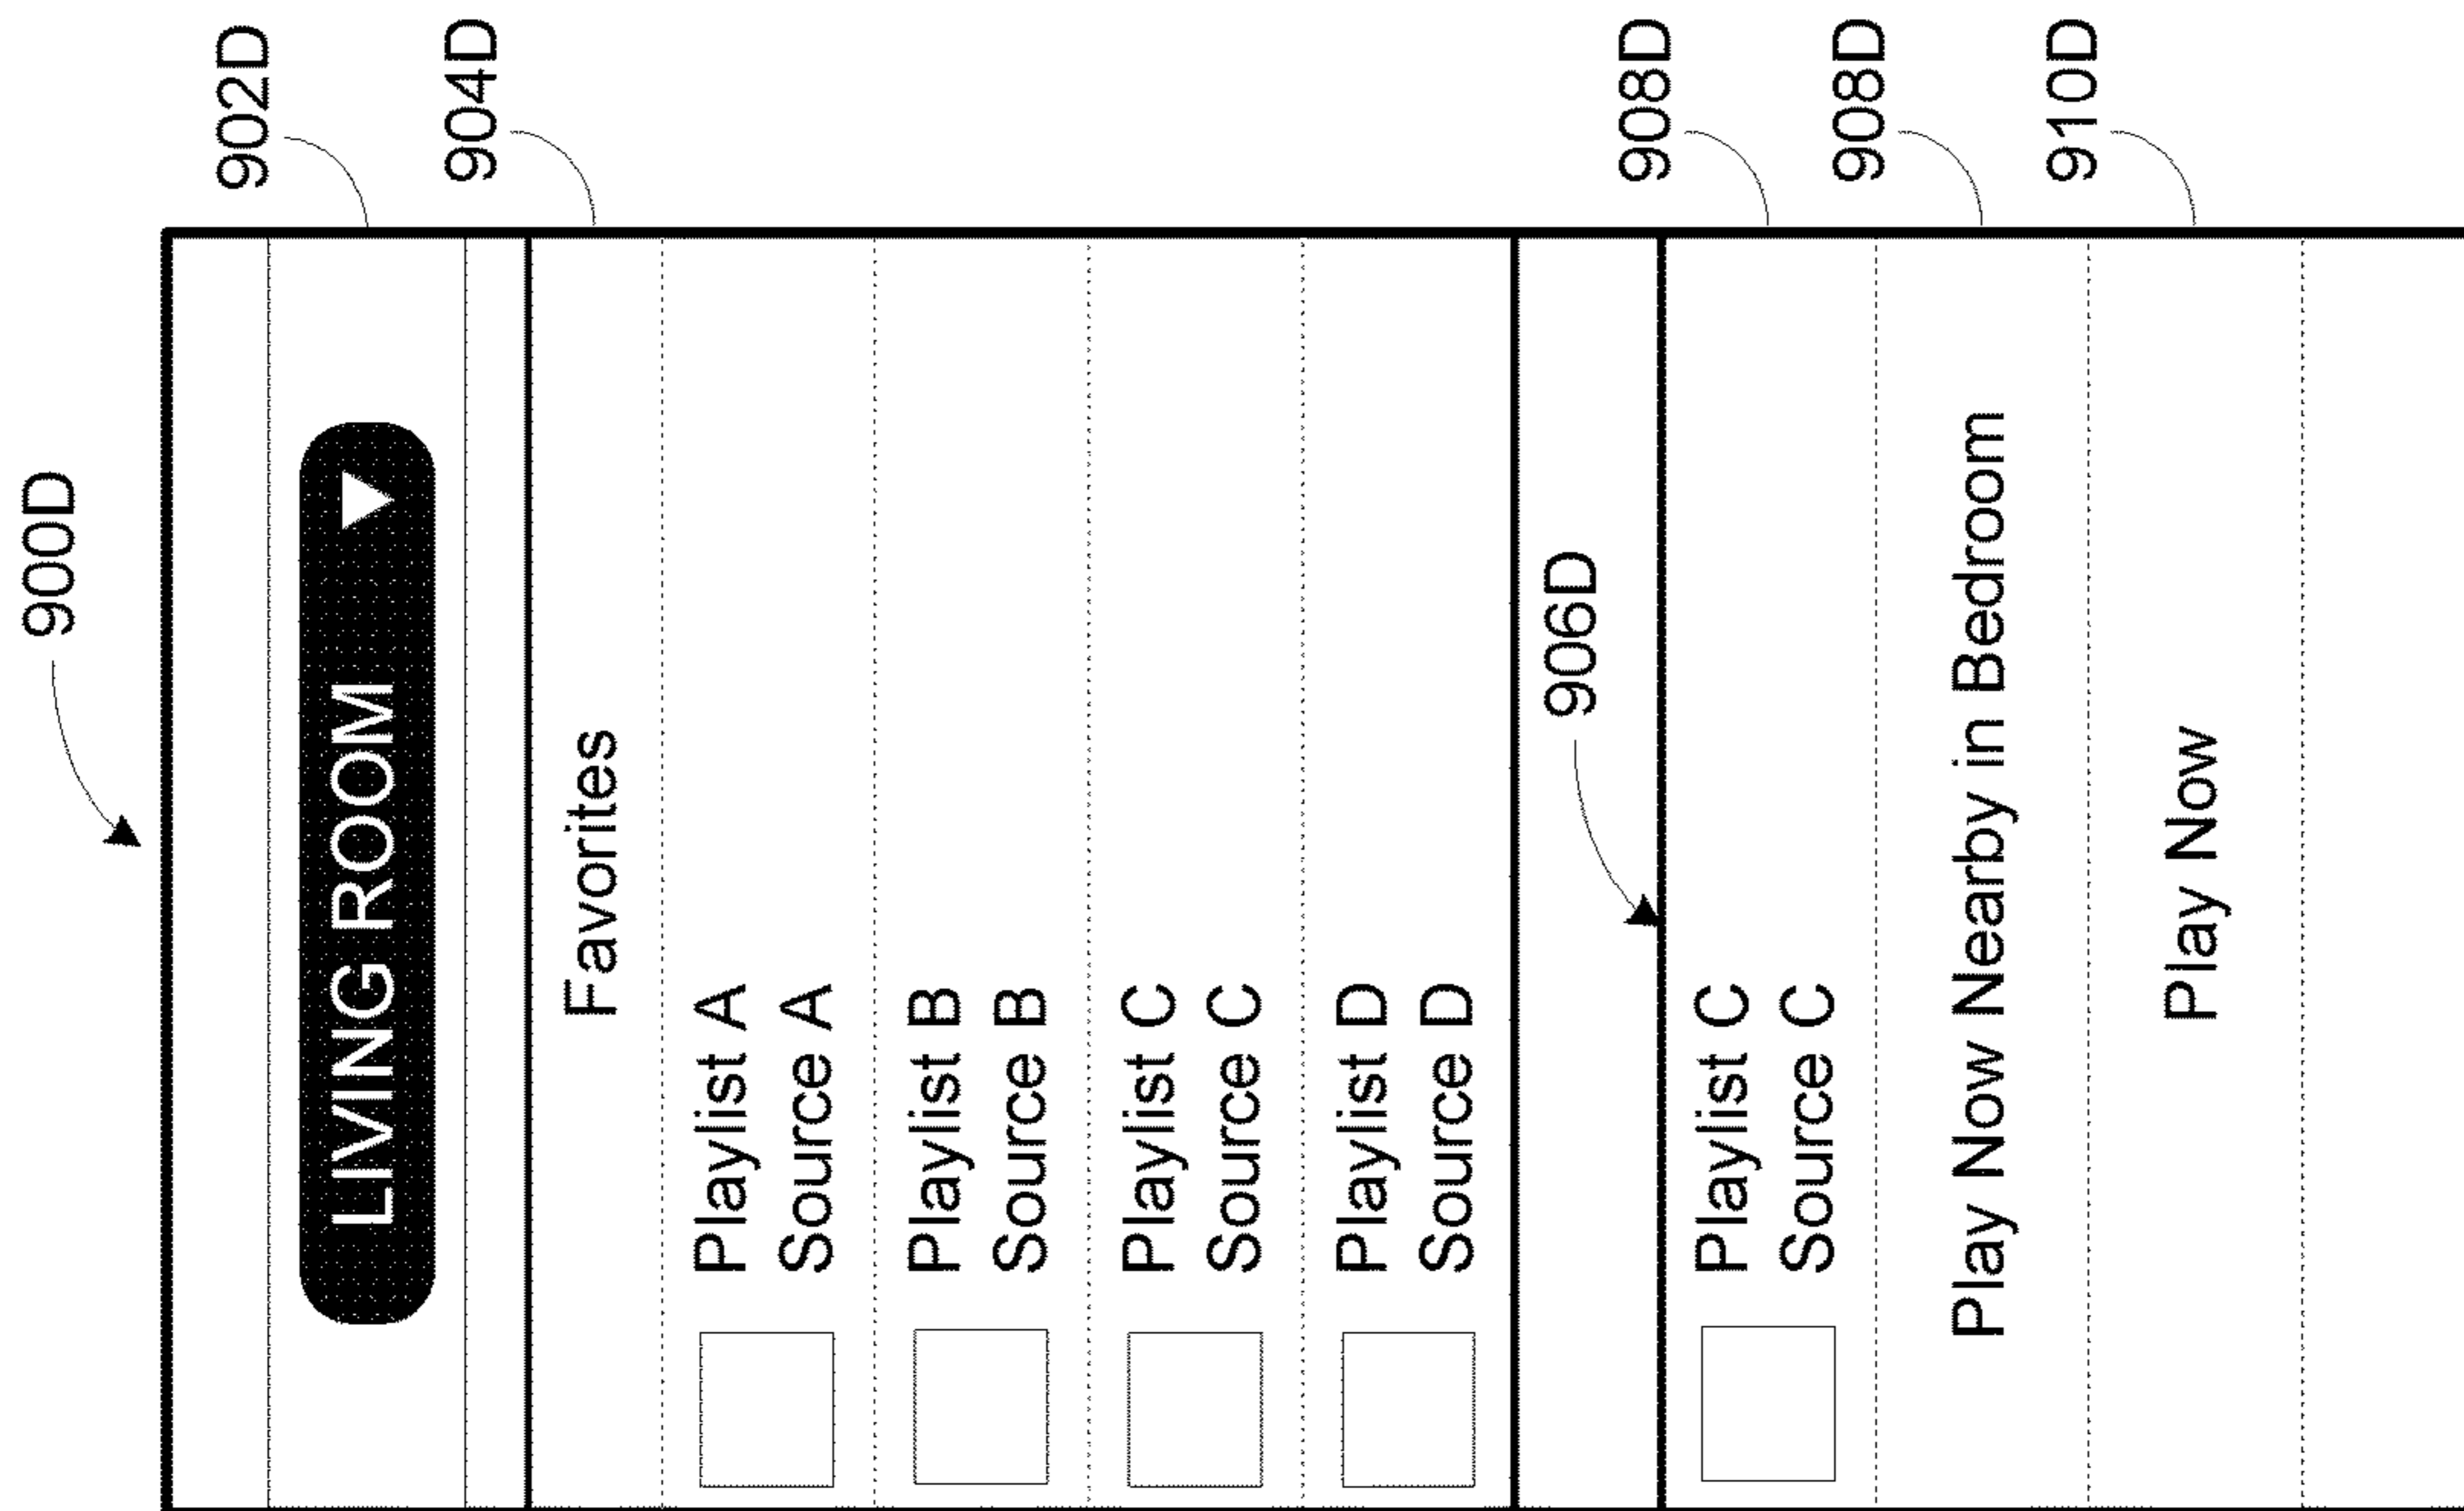 900D
902D
LIVING ROOM
904D
Favorites
Playlist A
Source A
Playlist B
Source B
Playlist C
Source C
Playlist D
Source D
906D
908D
Playlist C
Source C
908D
Play Now Nearby in Bedroom
910D
Play Now